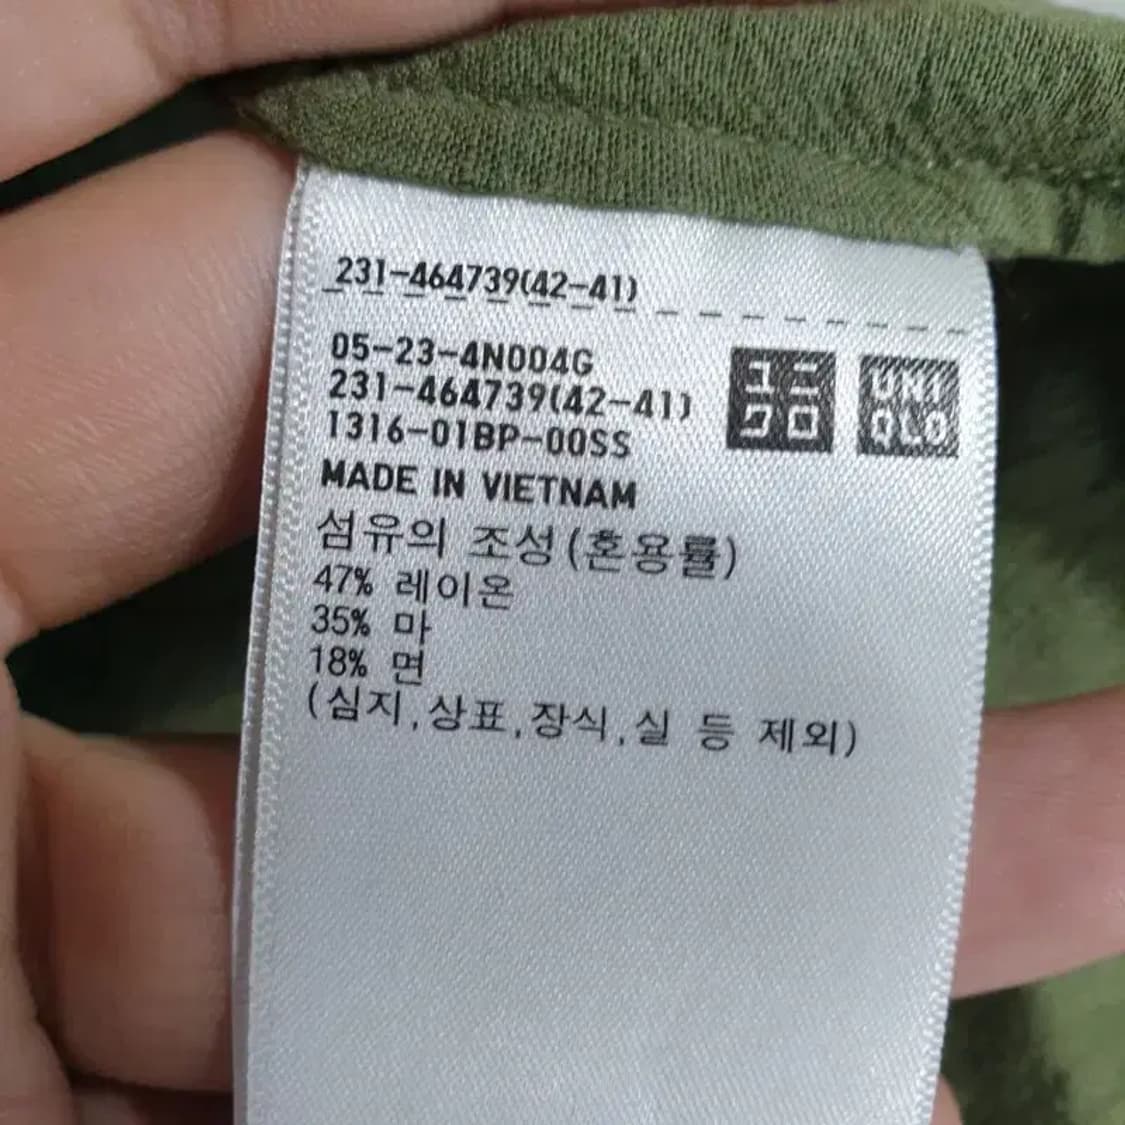 231-464739(42-41)
05-23-4N004G
231-464739(42-41)
1316-01BP-00SS
ユニ
クロ
UNI
QLO
MADE IN VIETNAM
섬유의 조성(혼용률)
47% 레이온
35% 마
18% 면
(심지,상표,장식,실 등 제외)